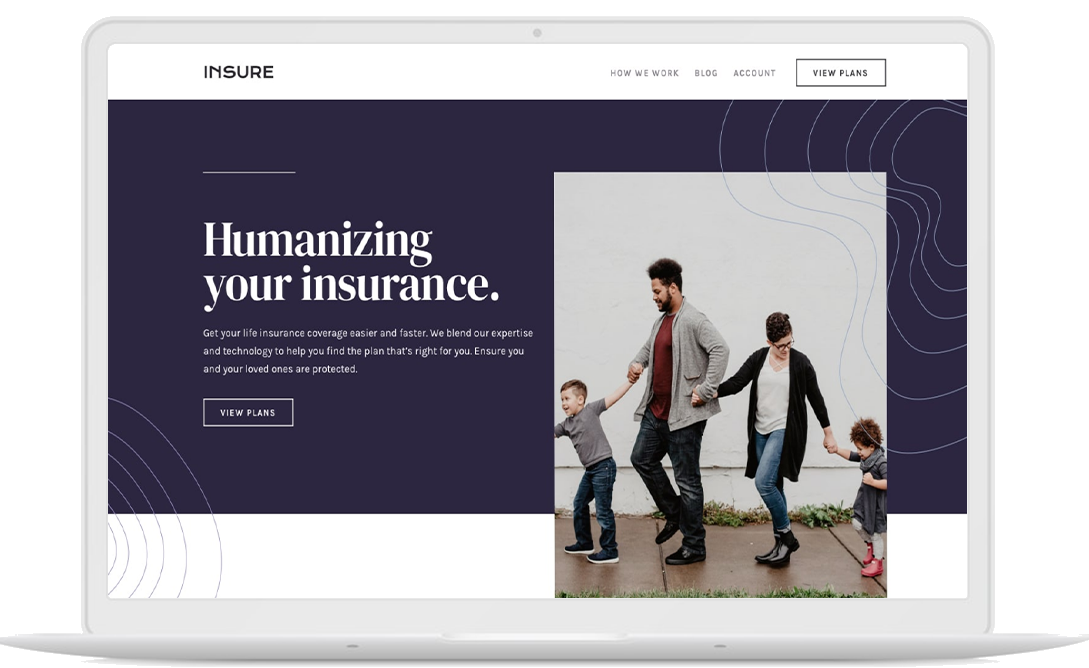 INSURE
HOW WE WORK BLOG ACCOUNT VIEW PLANS
Humanizing
your insurance.
Get your life insurance coverage easier and faster. We blend our expertise
and technology to help you find the plan that's right for you. Ensure you
and your loved ones are protected.
VIEW PLANS